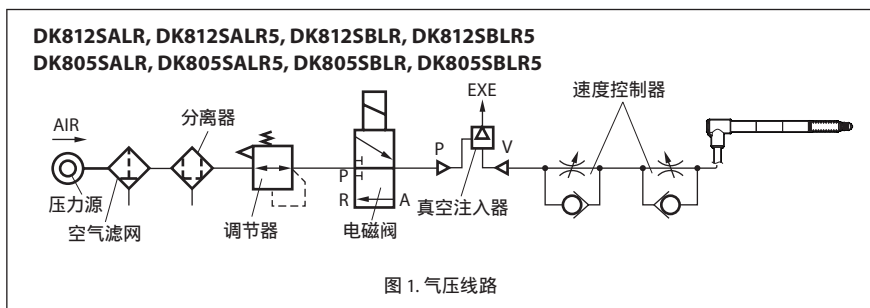 DK812SALR, DK812SALR5, DK812SBLR, DK812SBLR5
DK805SALR, DK805SALR5, DK805SBLR, DK805SBLR5
AIR
分离器
EXE
速度控制器
P
V
P
R
A
压力源
空气滤网
调节器
电磁阀
真空注入器
图 1. 气压线路